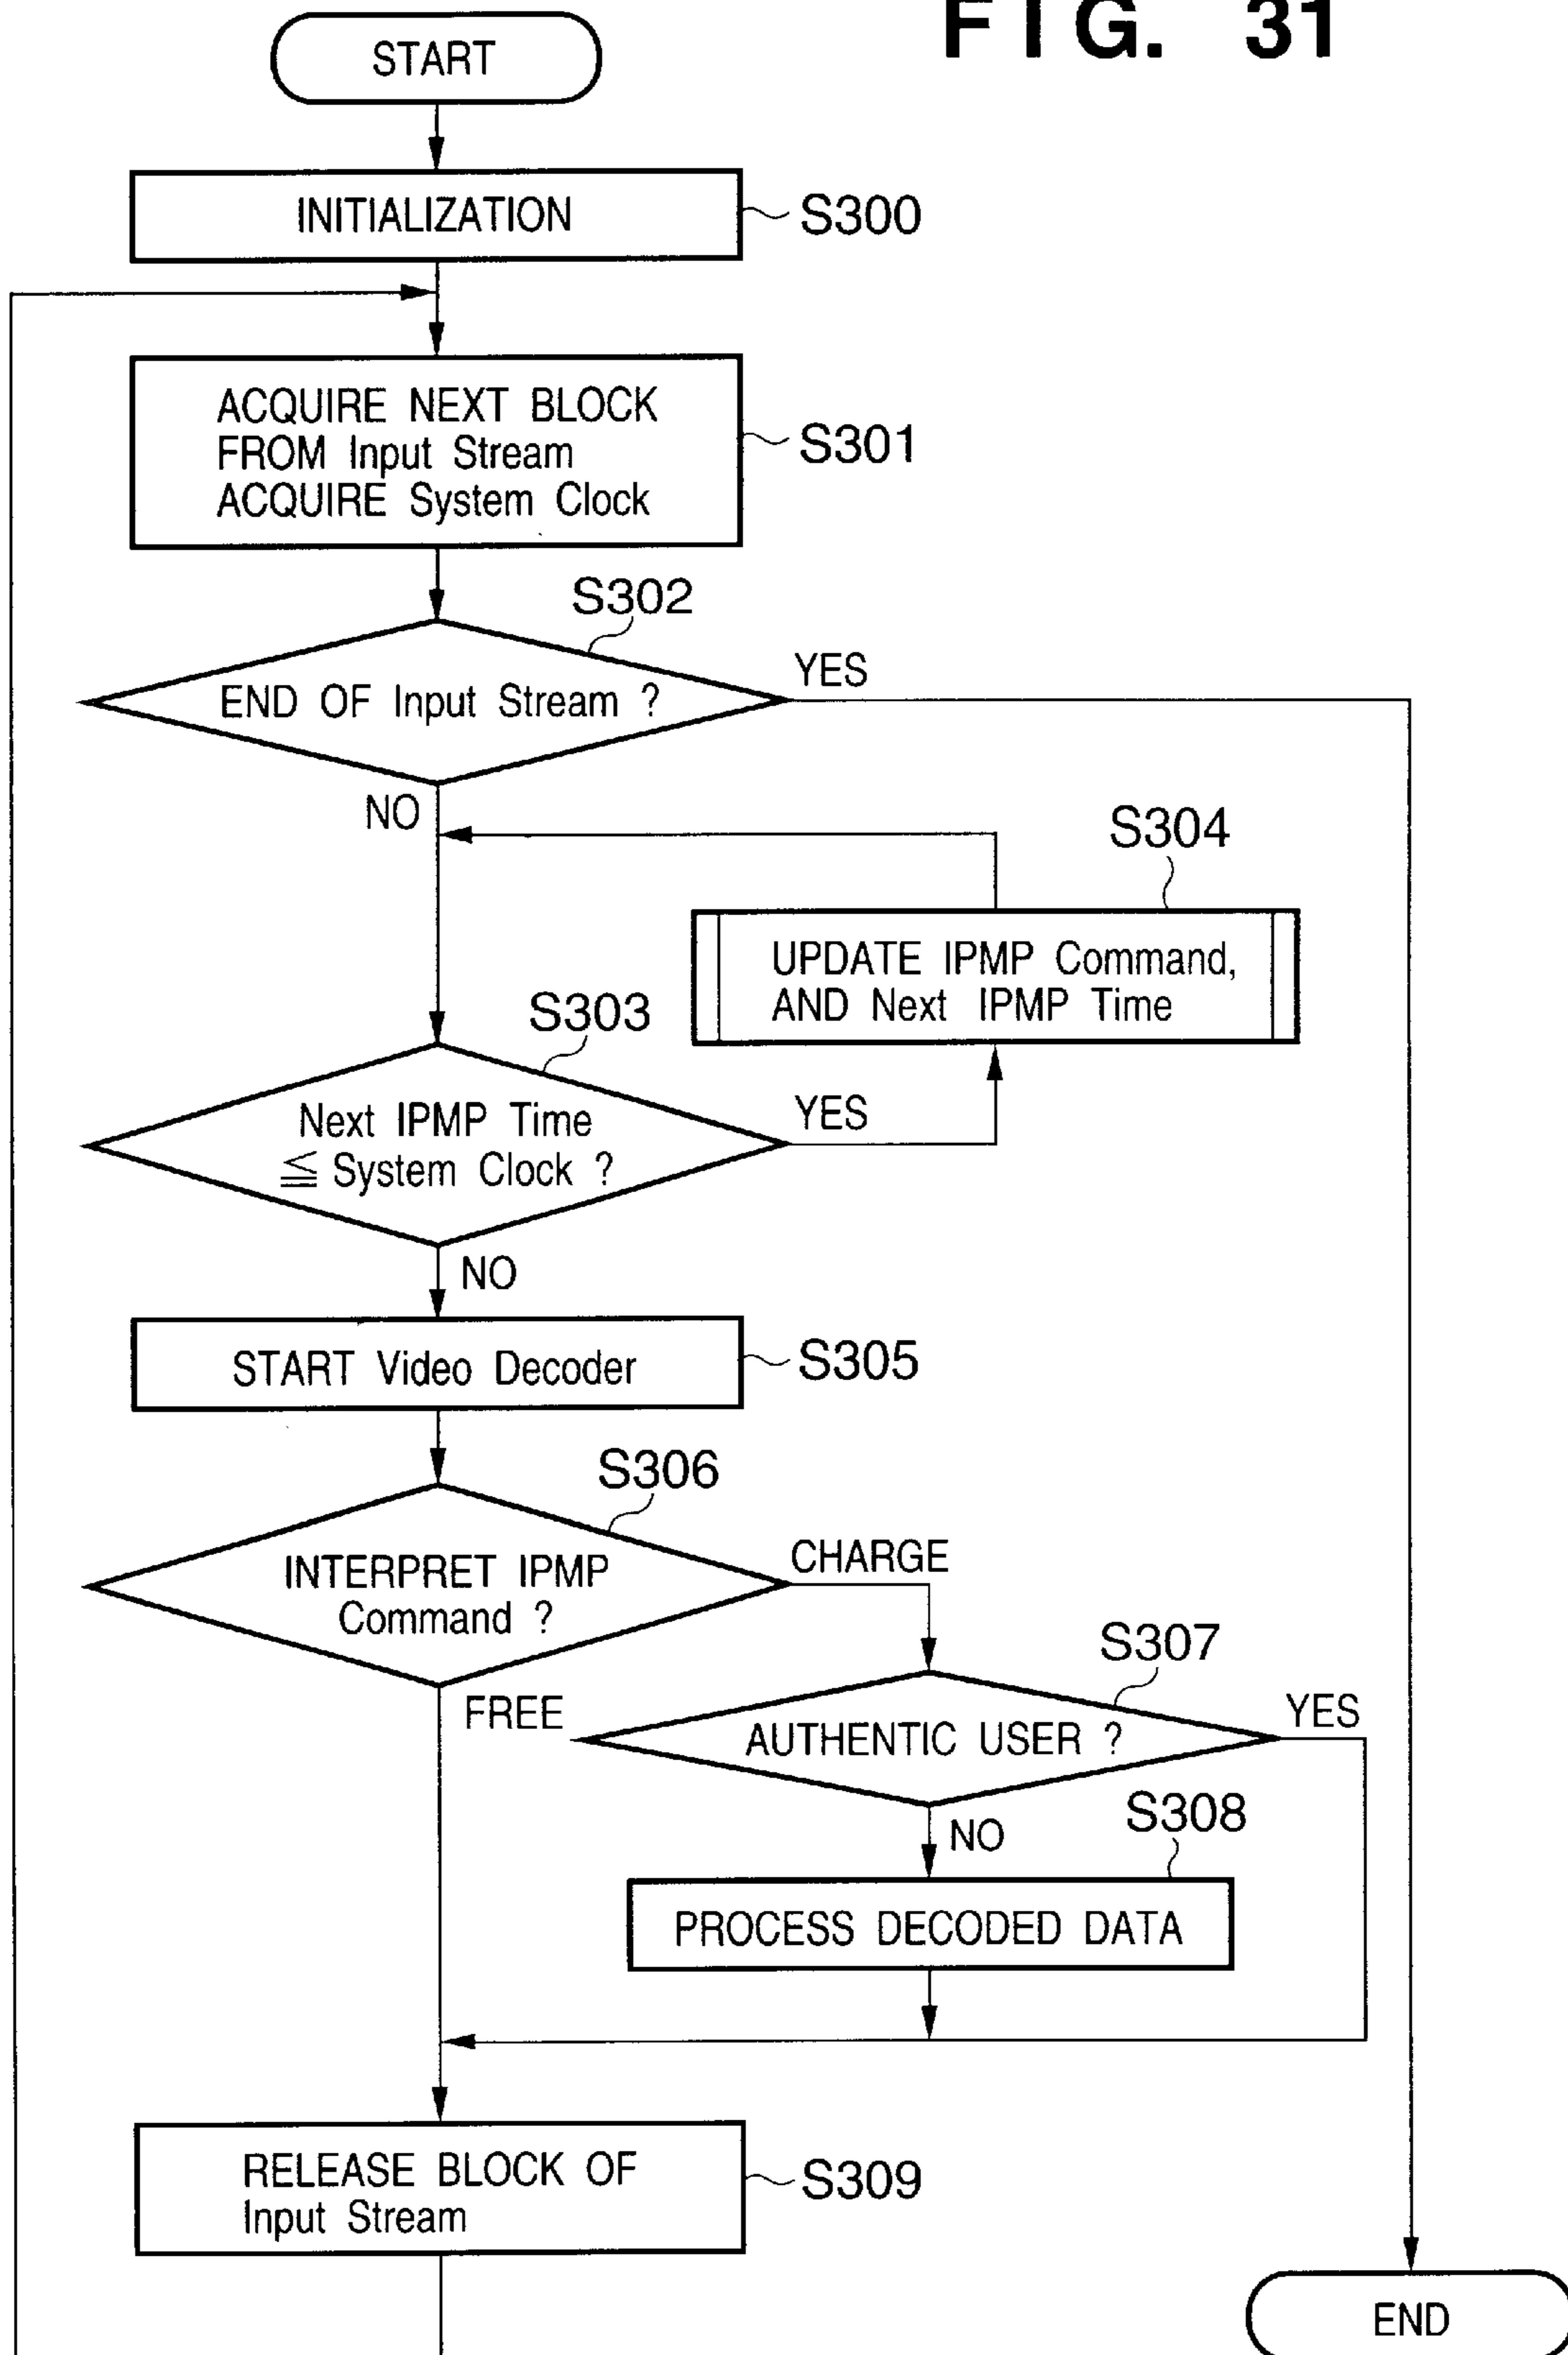 FIG. 31
START
INITIALIZATION
S300
ACQUIRE NEXT BLOCK
FROM Input Stream
ACQUIRE System Clock
S301
S302
END OF Input Stream ?
YES
NO
S304
UPDATE IPMP Command,
AND Next IPMP Time
S303
Next IPMP Time
≦ System Clock ?
YES
NO
START Video Decoder
S305
S306
INTERPRET IPMP
Command ?
CHARGE
FREE
S307
AUTHENTIC USER ?
YES
NO
S308
PROCESS DECODED DATA
RELEASE BLOCK OF
Input Stream
S309
END